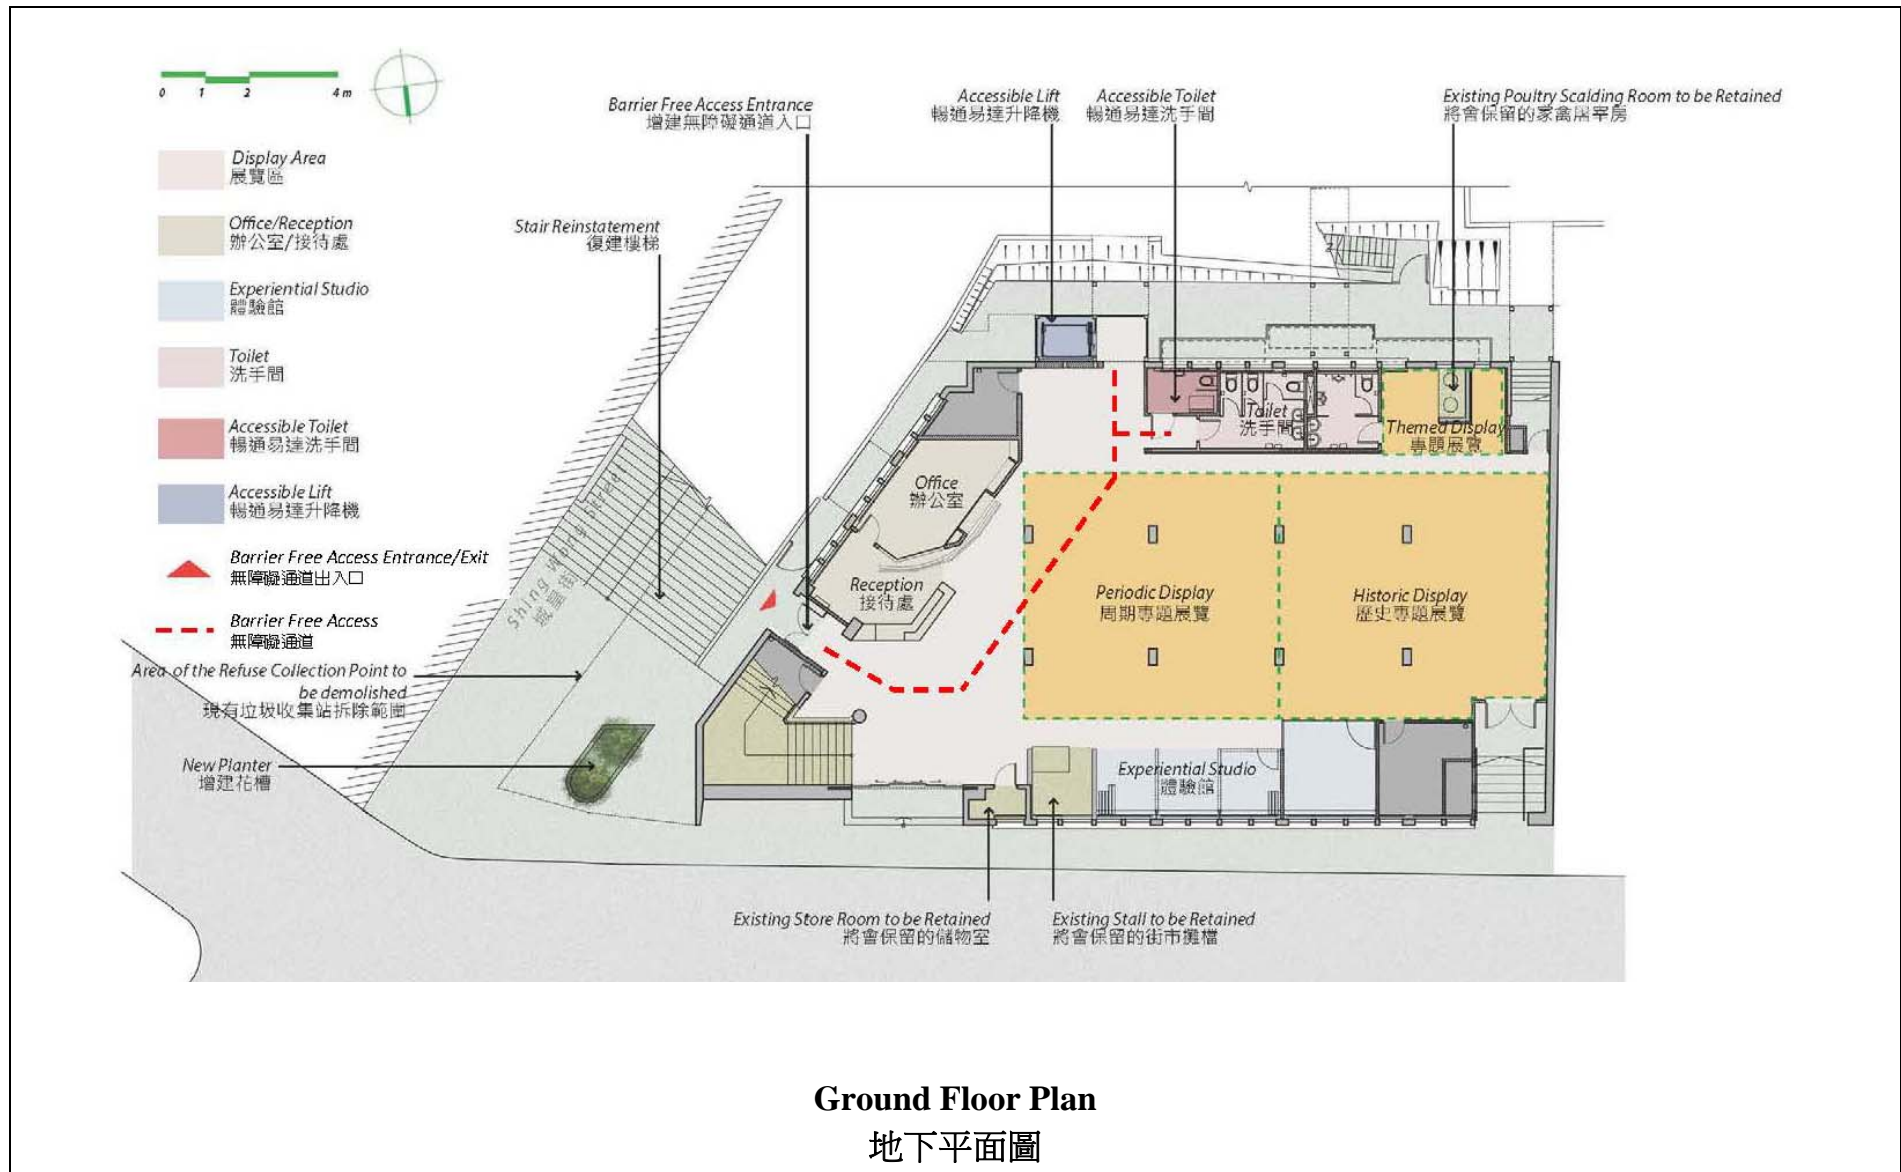 0 1 2 4 m
Display Area
展覽區
Office/Reception
辦公室/接待處
Experiential Studio
體驗館
Toilet
洗手間
Accessible Toilet
暢通易達洗手間
Accessible Lift
暢通易達升降機
Barrier Free Access Entrance/Exit
無障礙通道出入口
Barrier Free Access
無障礙通道
Area of the Refuse Collection Point to
be demolished
現有垃圾收集站拆除範圍
New Planter
增建花槽
Stair Reinstatement
復建樓梯
Barrier Free Access Entrance
增建無障礙通道入口
Accessible Lift
暢通易達升降機
Accessible Toilet
暢通易達洗手間
Existing Poultry Scalding Room to be Retained
將會保留的家禽屠宰房
Shing Wong Street
城皇街
Office
辦公室
Reception
接待處
Toilet
洗手間
Themed Display
專題展覽
Periodic Display
周期專題展覽
Historic Display
歷史專題展覽
Experiential Studio
體驗館
Existing Store Room to be Retained
將會保留的儲物室
Existing Stall to be Retained
將會保留的街市攤檔
Ground Floor Plan
地下平面圖